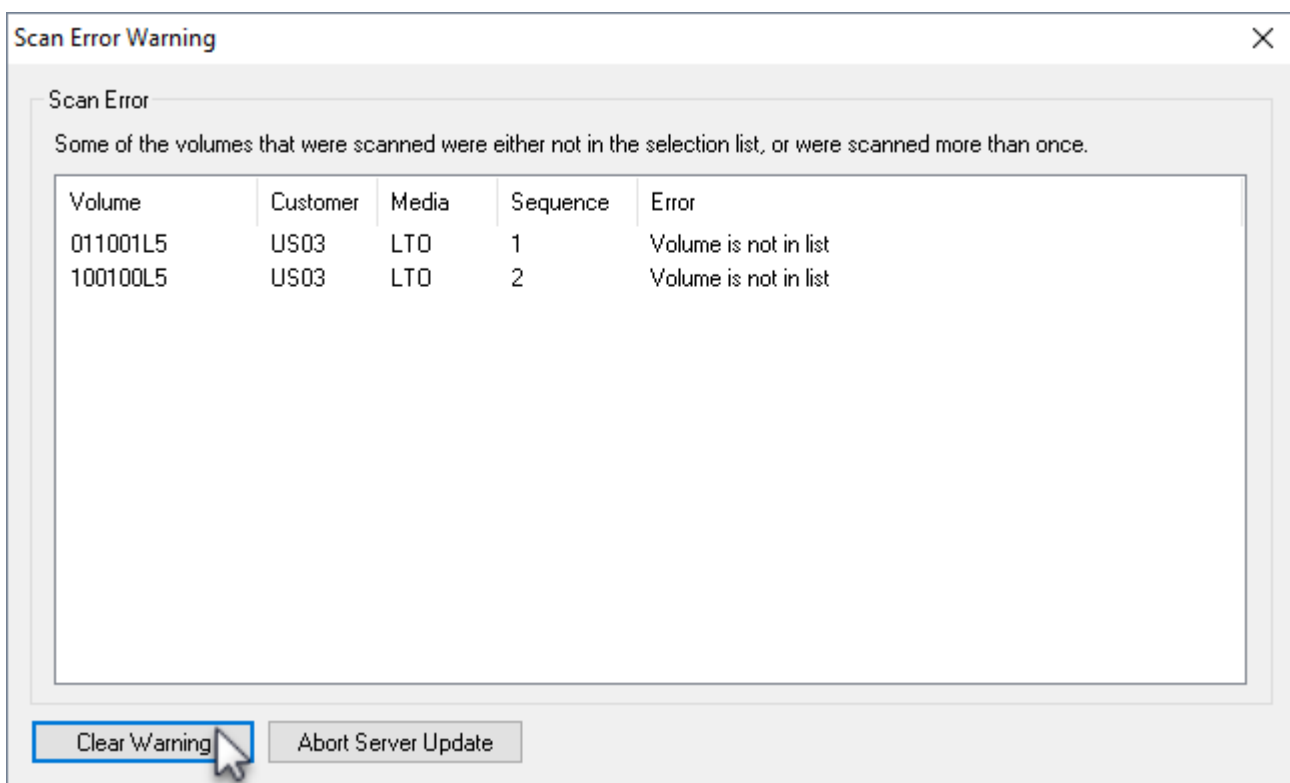 Scan Error Warning
Scan Error
Some of the volumes that were scanned were either not in the selection list, or were scanned more than once.
Volume Customer Media Sequence Error
011001L5 US03 LTO 1 Volume is not in list
100100L5 US03 LTO 2 Volume is not in list
Clear Warning Abort Server Update